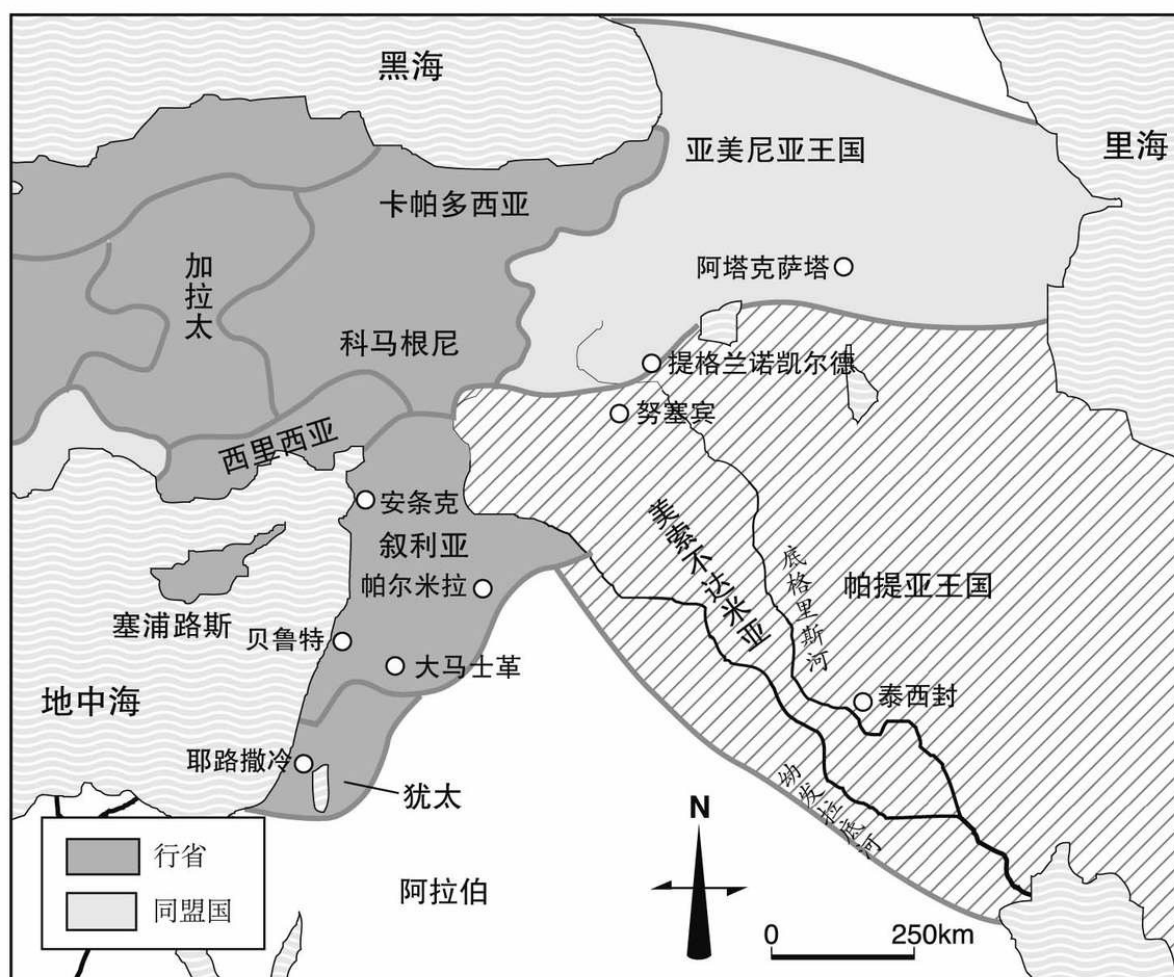 黑海
里海
亚美尼亚王国
卡帕多西亚
阿塔克萨塔
加拉太
科马根尼
提格兰诺凯尔德
努塞宾
西里西亚
安条克
美索不达米亚
叙利亚
底格里斯河
帕尔米拉
帕提亚王国
塞浦路斯
贝鲁特
大马士革
地中海
泰西封
耶路撒冷
犹太
幼发拉底河
N
行省
阿拉伯
同盟国
0
250km